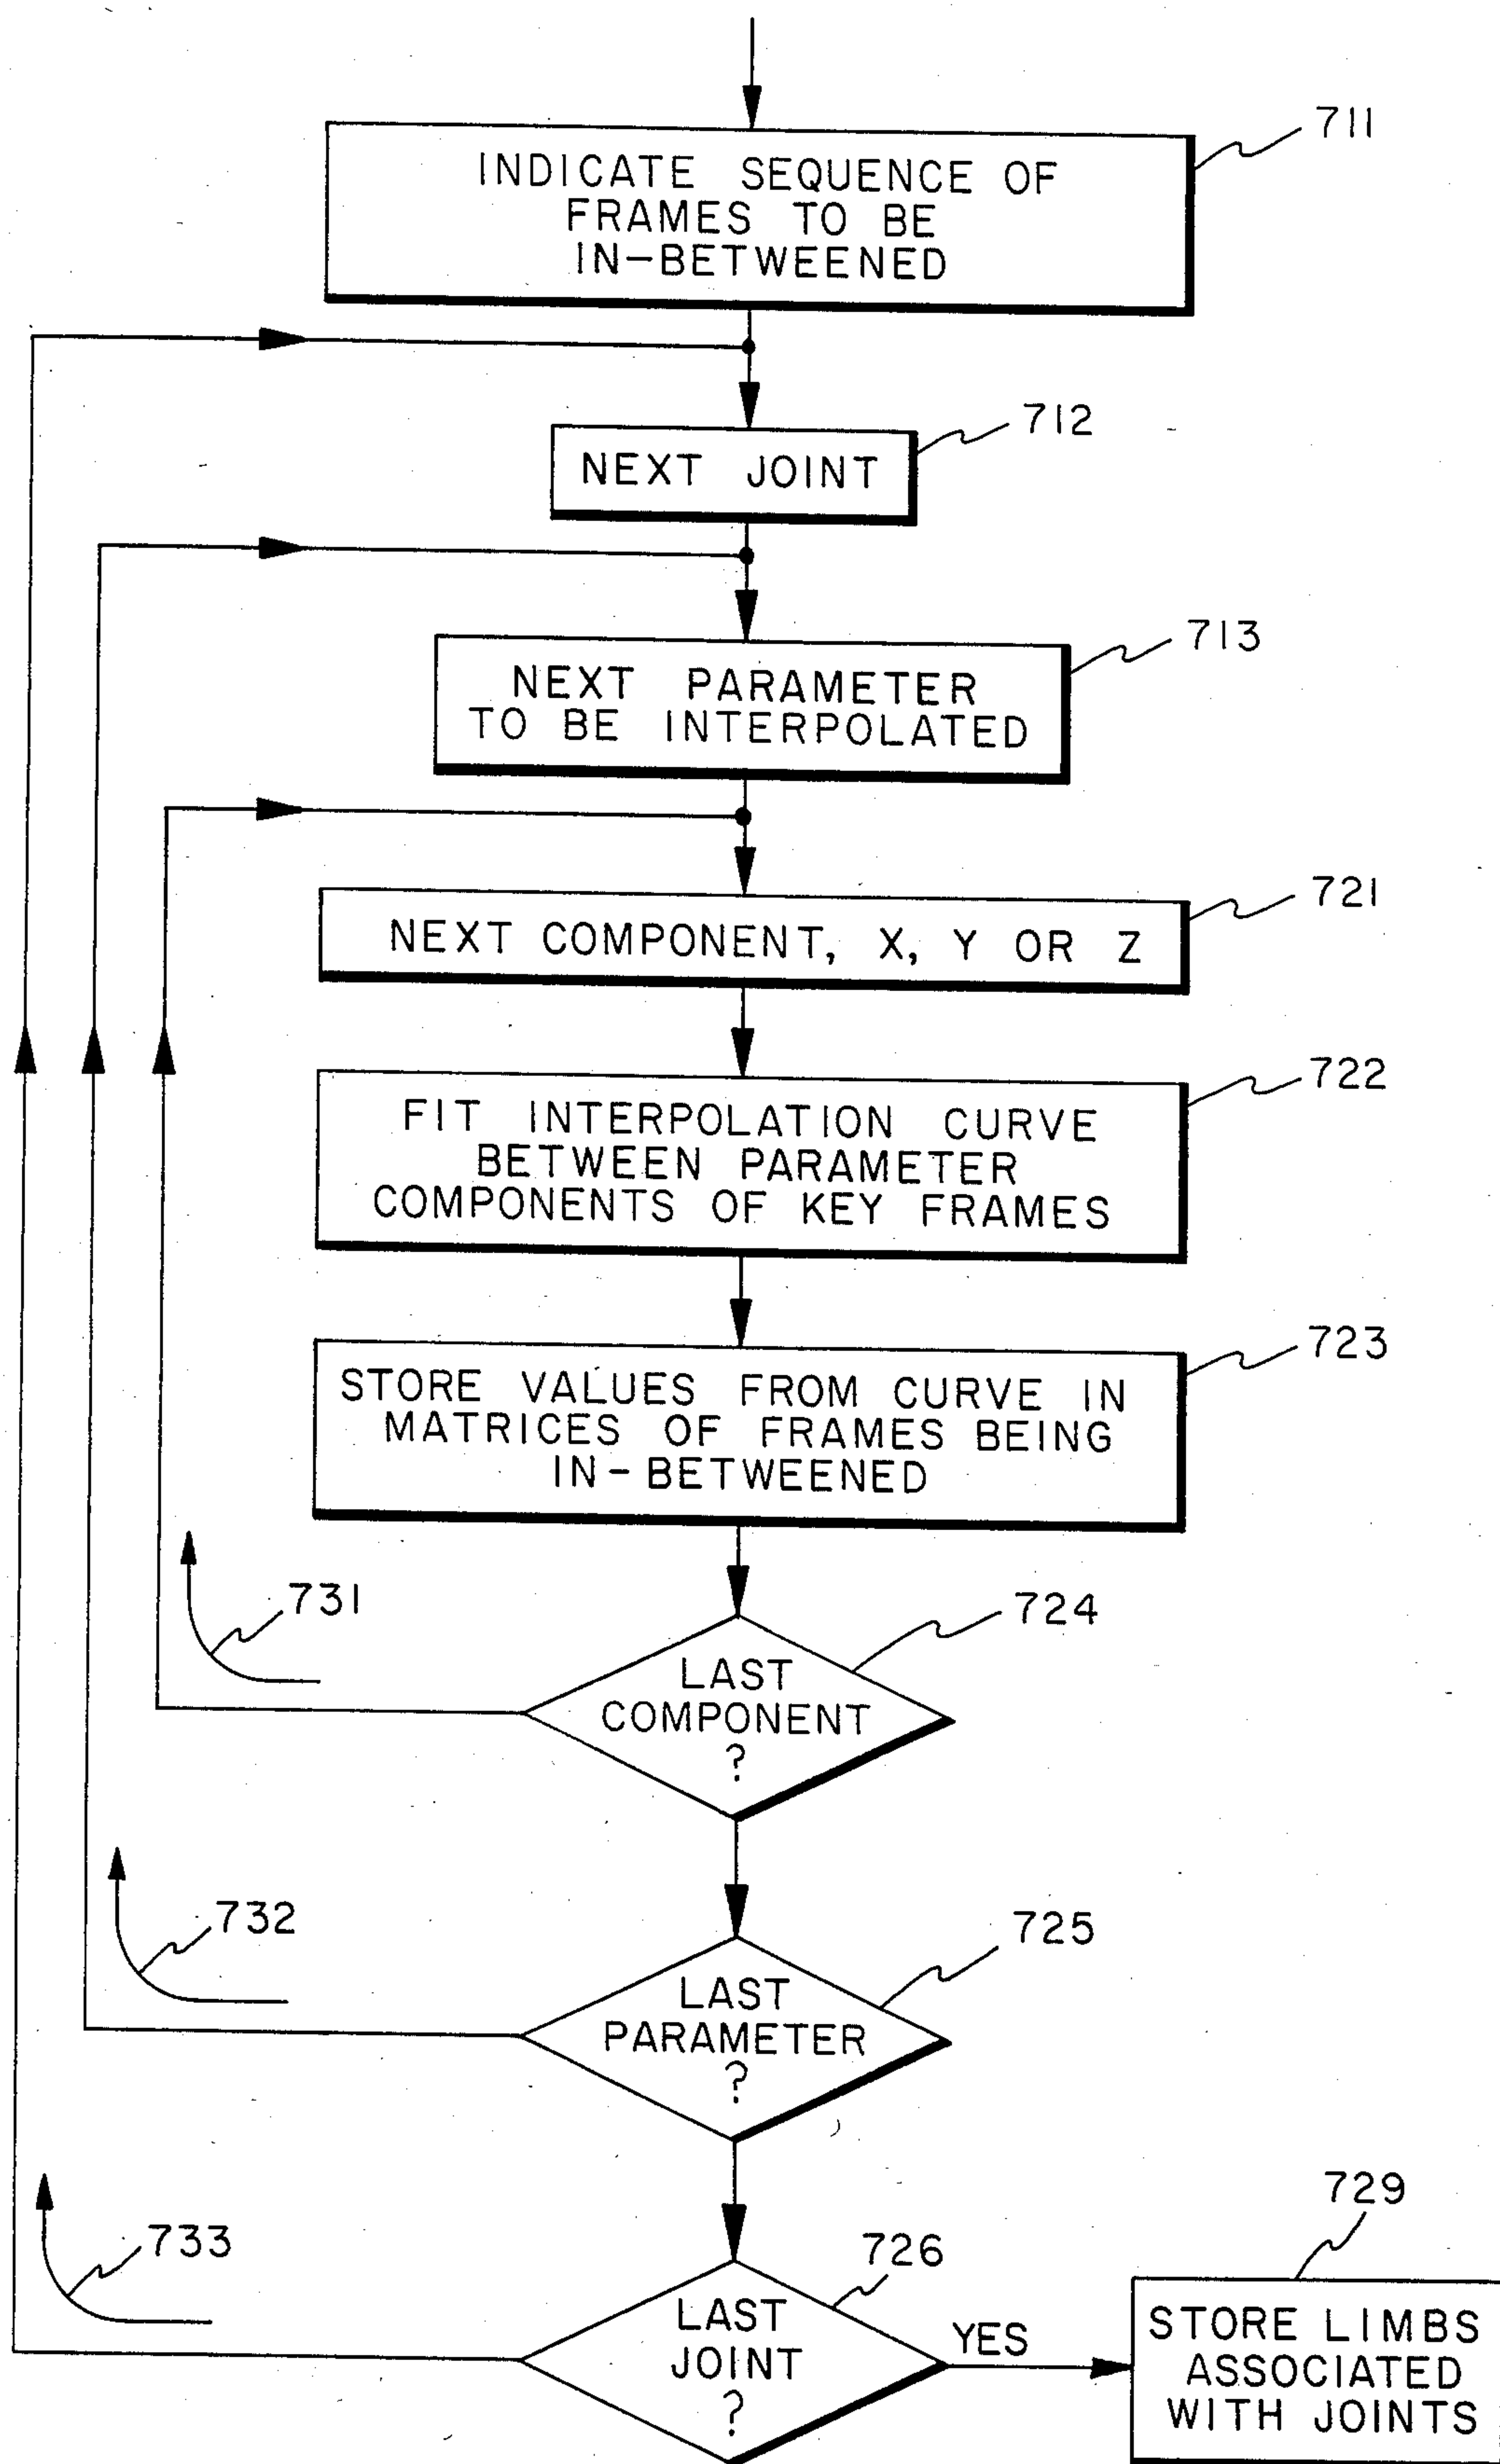 711
INDICATE SEQUENCE OF
FRAMES TO BE
IN-BETWEENED
712
NEXT JOINT
713
NEXT PARAMETER
TO BE INTERPOLATED
721
NEXT COMPONENT, X, Y OR Z
722
FIT INTERPOLATION CURVE
BETWEEN PARAMETER
COMPONENTS OF KEY FRAMES
723
STORE VALUES FROM CURVE IN
MATRICES OF FRAMES BEING
IN-BETWEENED
731
724
LAST
COMPONENT
?
732
725
LAST
PARAMETER
?
733
726
LAST
JOINT
?
YES
729
STORE LIMBS
ASSOCIATED
WITH JOINTS